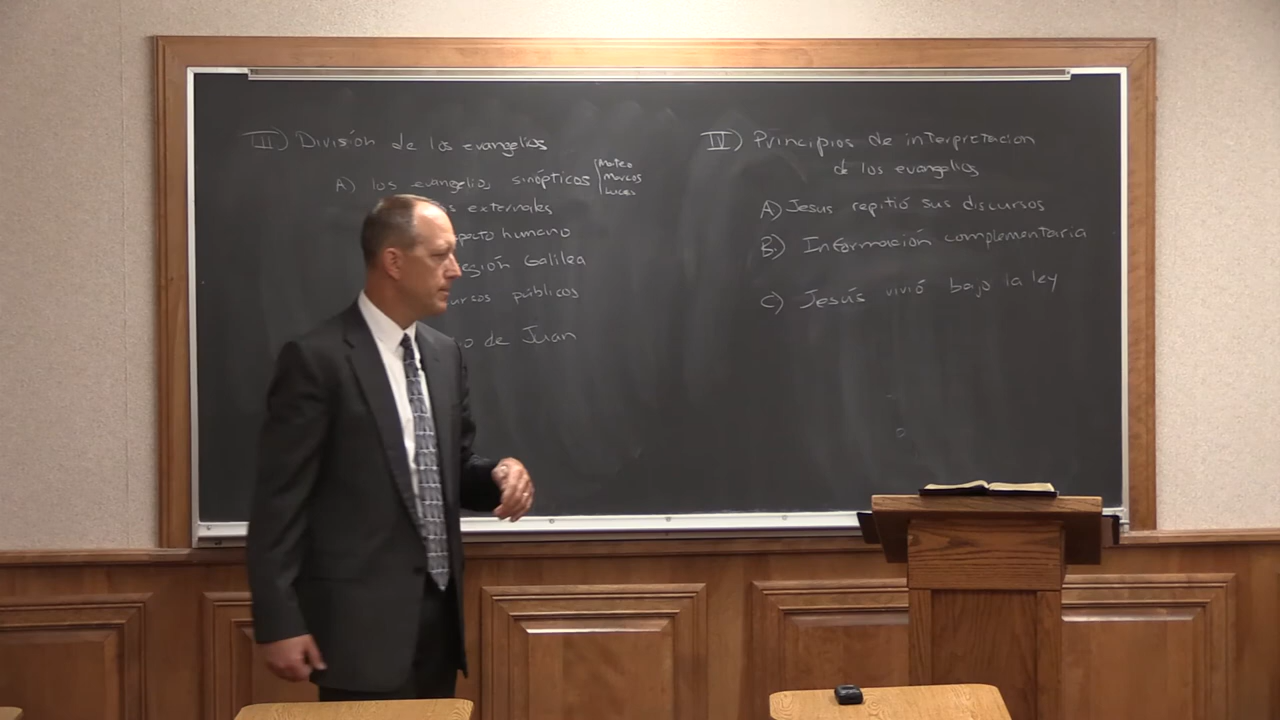 III) División de los evangelios
A) los evangelios sinópticos
Mateo
Marcos
Lucas
externales
humano
Galilea
públicos
de Juan
IV) Principios de interpretacion
de los evangelios
A) Jesus repitió sus discursos
B.) Información complementaria
C) Jesús vivió bajo la ley